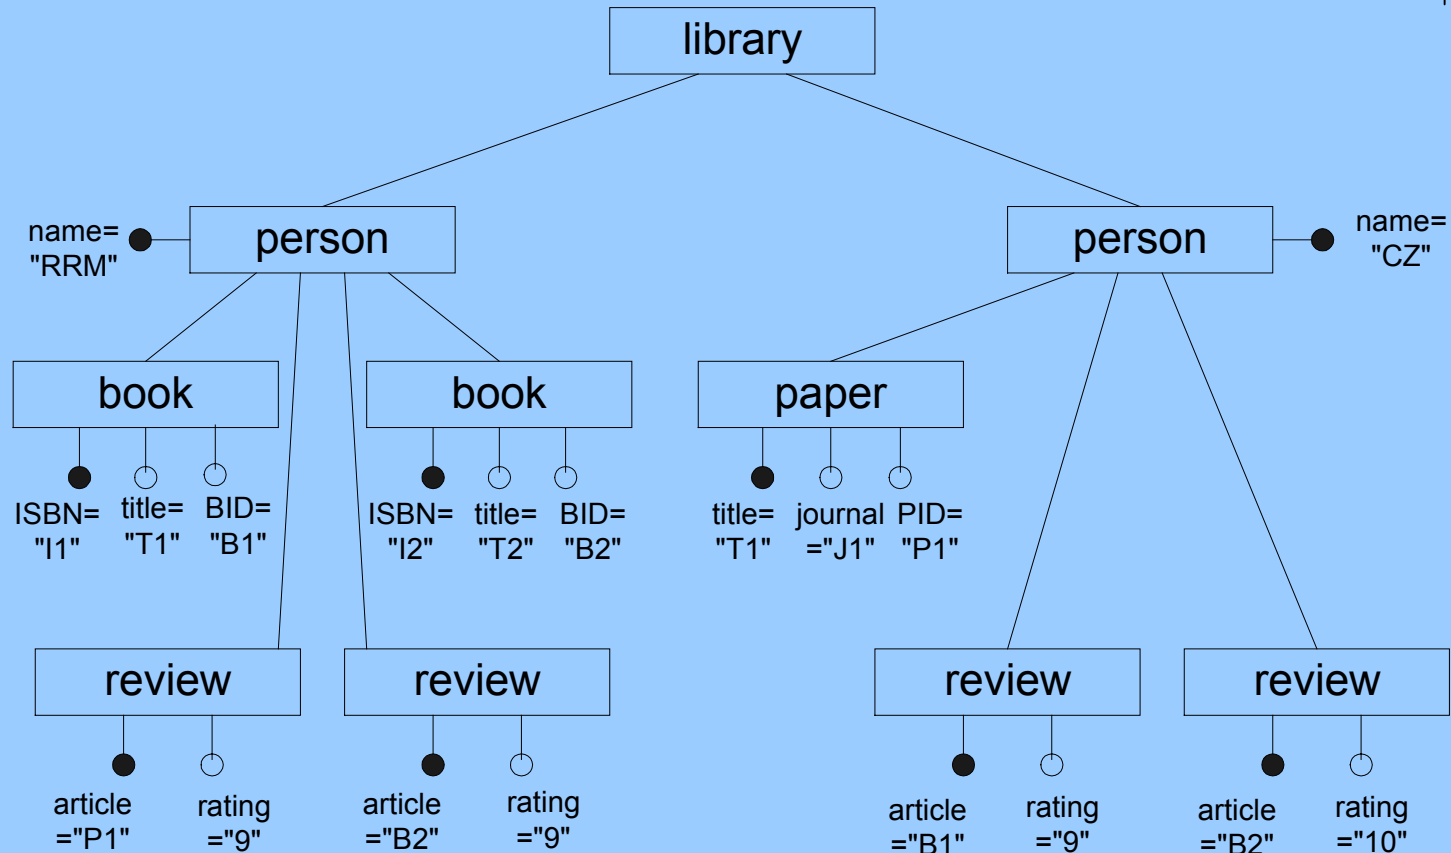 library
name=
"RRM"
person
person
name=
"CZ"
book
book
paper
ISBN=
"I1"
title=
"T1"
BID=
"B1"
ISBN=
"I2"
title=
"T2"
BID=
"B2"
title=
"T1"
journal
="J1"
PID=
"P1"
review
review
review
review
article
="P1"
rating
="9"
article
="B2"
rating
="9"
article
="B1"
rating
="9"
article
="B2"
rating
="10"